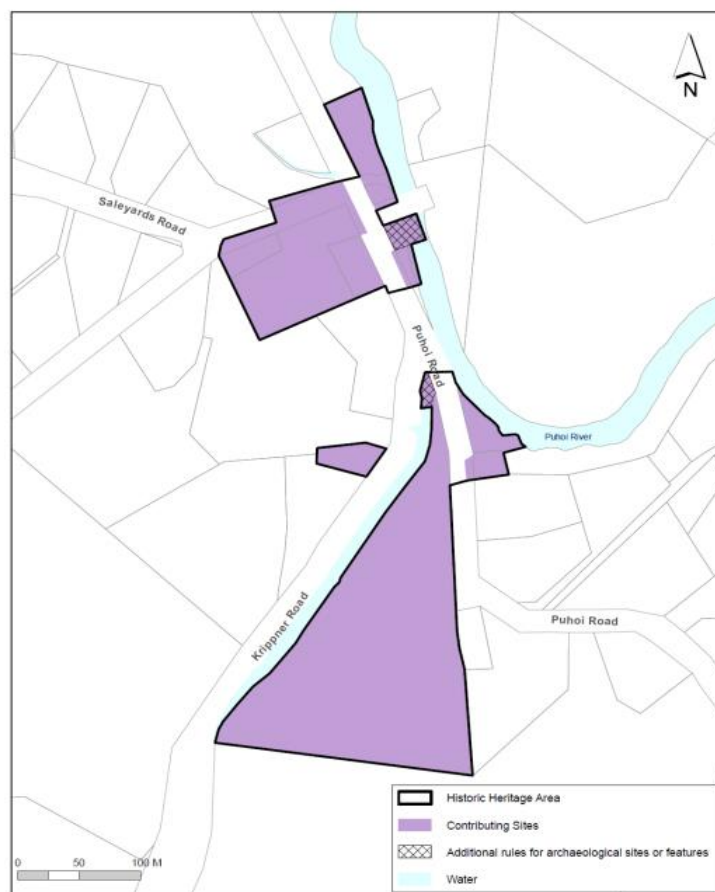 N
Saleyards Road
Puhoi Road
Puhoi River
Krippner Road
Puhoi Road
Historic Heritage Area
Contributing Sites
Additional rules for archaeological sites or features
Water
0 50 100 M